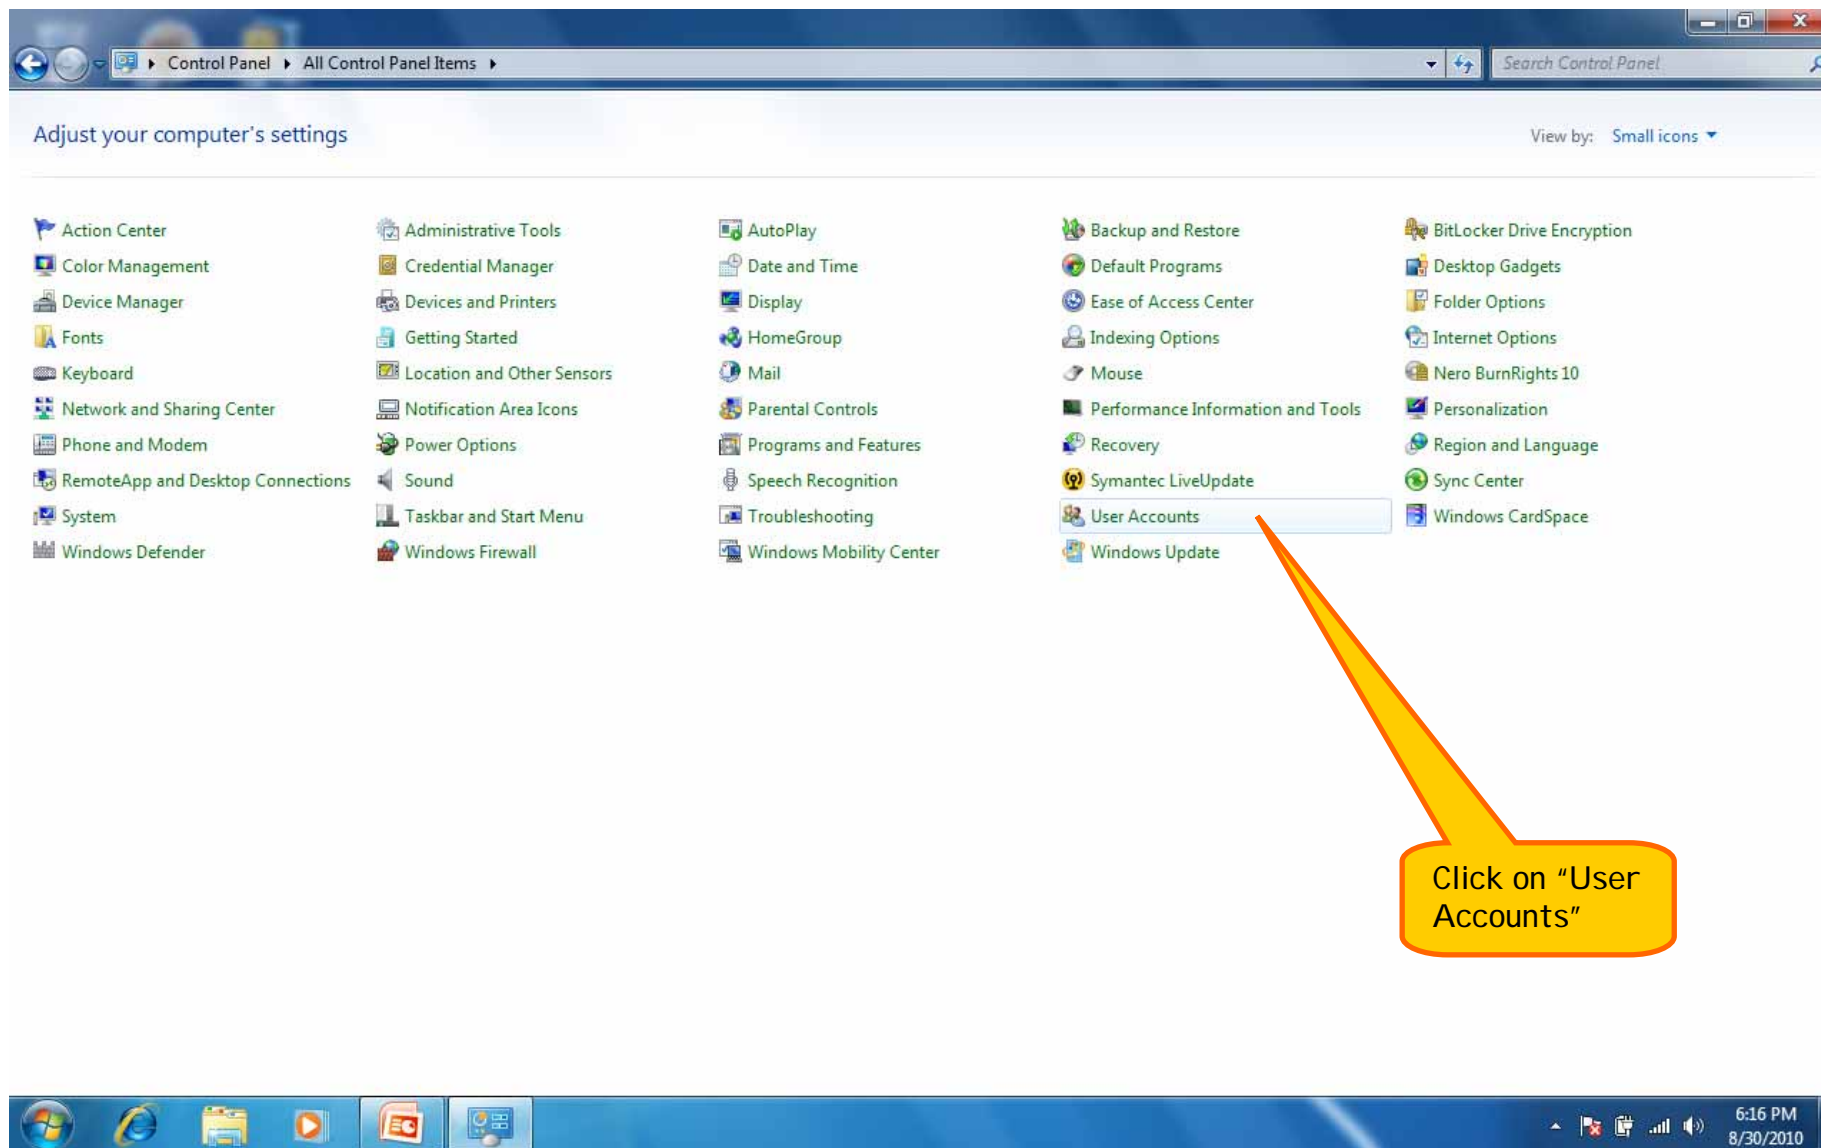 Control Panel All Control Panel Items Search Control Panel
Adjust your computer's settings View by: Small icons
Action Center Administrative Tools AutoPlay Backup and Restore BitLocker Drive Encryption
Color Management Credential Manager Date and Time Default Programs Desktop Gadgets
Device Manager Devices and Printers Display Ease of Access Center Folder Options
Fonts Getting Started HomeGroup Indexing Options Internet Options
Keyboard Location and Other Sensors Mail Mouse Nero BurnRights 10
Network and Sharing Center Notification Area Icons Parental Controls Performance Information and Tools Personalization
Phone and Modem Power Options Programs and Features Recovery Region and Language
RemoteApp and Desktop Connections Sound Speech Recognition Symantec LiveUpdate Sync Center
System Taskbar and Start Menu Troubleshooting User Accounts Windows CardSpace
Windows Defender Windows Firewall Windows Mobility Center Windows Update
Click on “User
Accounts”
6:16 PM
8/30/2010